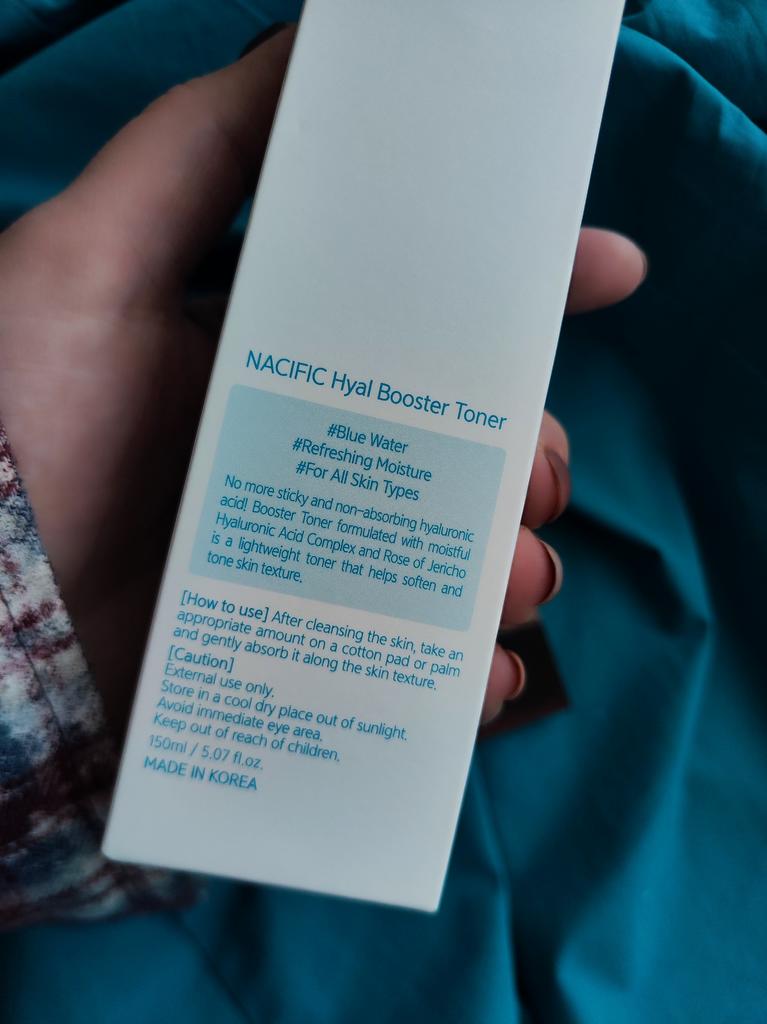 NACIFIC Hyal Booster Toner
#Blue Water
#Refreshing Moisture
#For All Skin Types
No more sticky and non-absorbing hyaluronic
acid! Booster Toner formulated with moistful
Hyaluronic Acid Complex and Rose of Jericho
is a lightweight toner that helps soften and
tone skin texture.
[How to use] After cleansing the skin, take an
appropriate amount on a cotton pad or palm
and gently absorb it along the skin texture.
[Caution]
External use only.
Store in a cool dry place out of sunlight.
Avoid immediate eye area.
Keep out of reach of children.
150ml / 5.07 fl.oz.
MADE IN KOREA